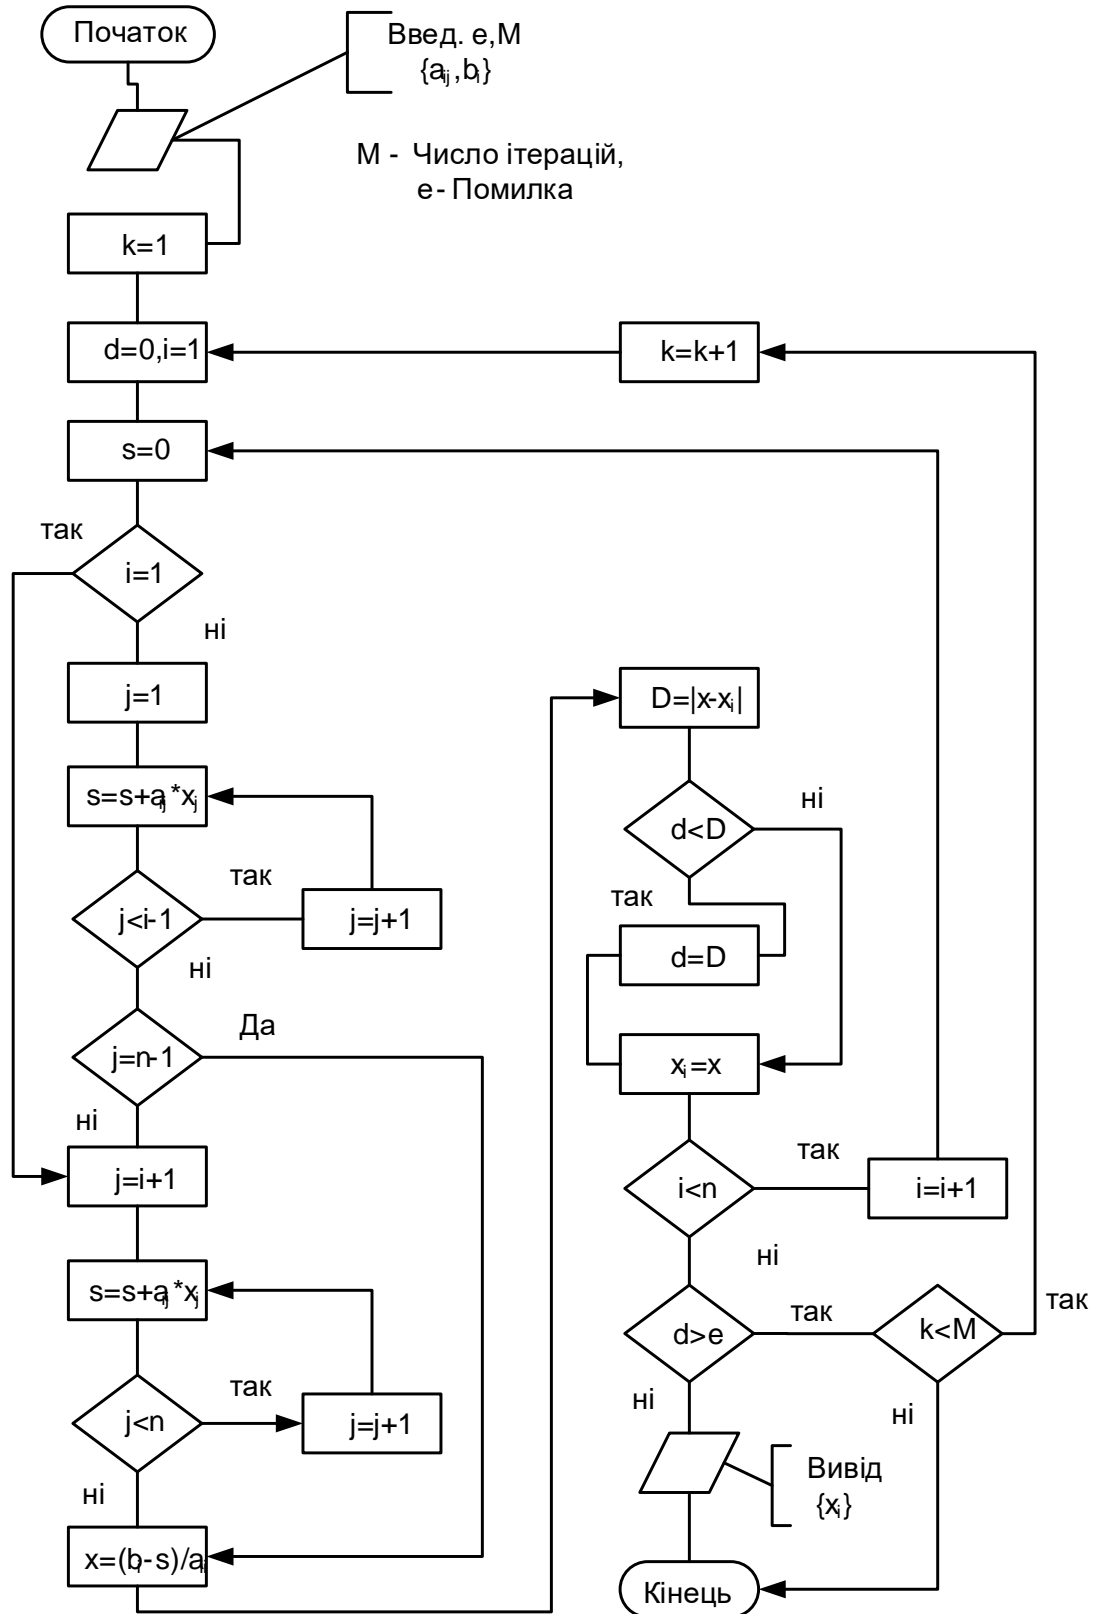 Початок
Введ. e,M
{aij,bi}
М - Число ітерацій,
e- Помилка
k=1
d=0,i=1
k=k+1
s=0
так
i=1
ні
j=1
D=|x-xi|
s=s+aij*xj
ні
d<D
так
j<i-1
j=j+1
так
ні
d=D
Да
j=n-1
xi=x
ні
так
j=i+1
i<n
i=i+1
ні
s=s+aij*xj
так
так
d>e
k<M
так
j<n
j=j+1
ні
ні
ні
Вивід
{xi}
x=(bi-s)/aii
Кінець